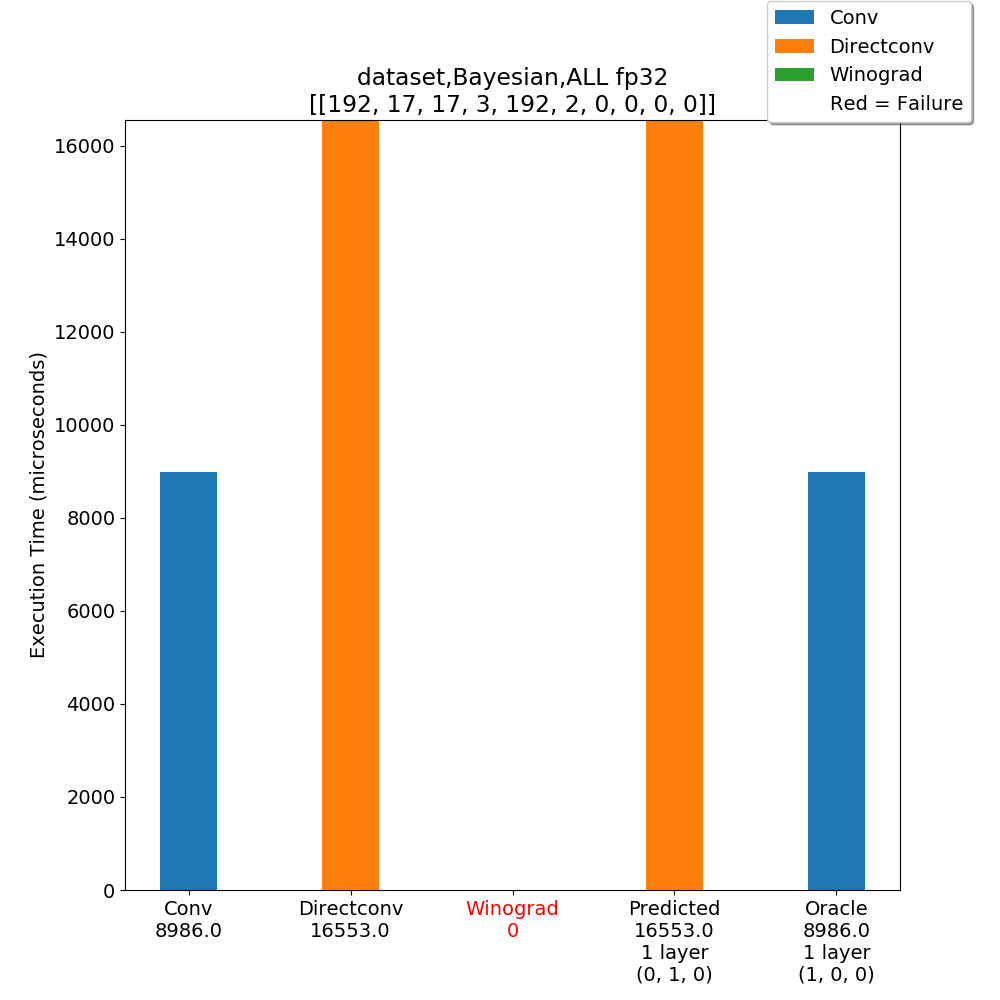 Conv
Directconv
Winograd
Red = Failure
dataset,Bayesian,ALL fp32
[[192, 17, 17, 3, 192, 2, 0, 0, 0, 0]]
Execution Time (microseconds)
16000
14000
12000
10000
8000
6000
4000
2000
0
Conv
8986.0
Directconv
16553.0
Winograd
0
Predicted
16553.0
1 layer
(0, 1, 0)
Oracle
8986.0
1 layer
(1, 0, 0)